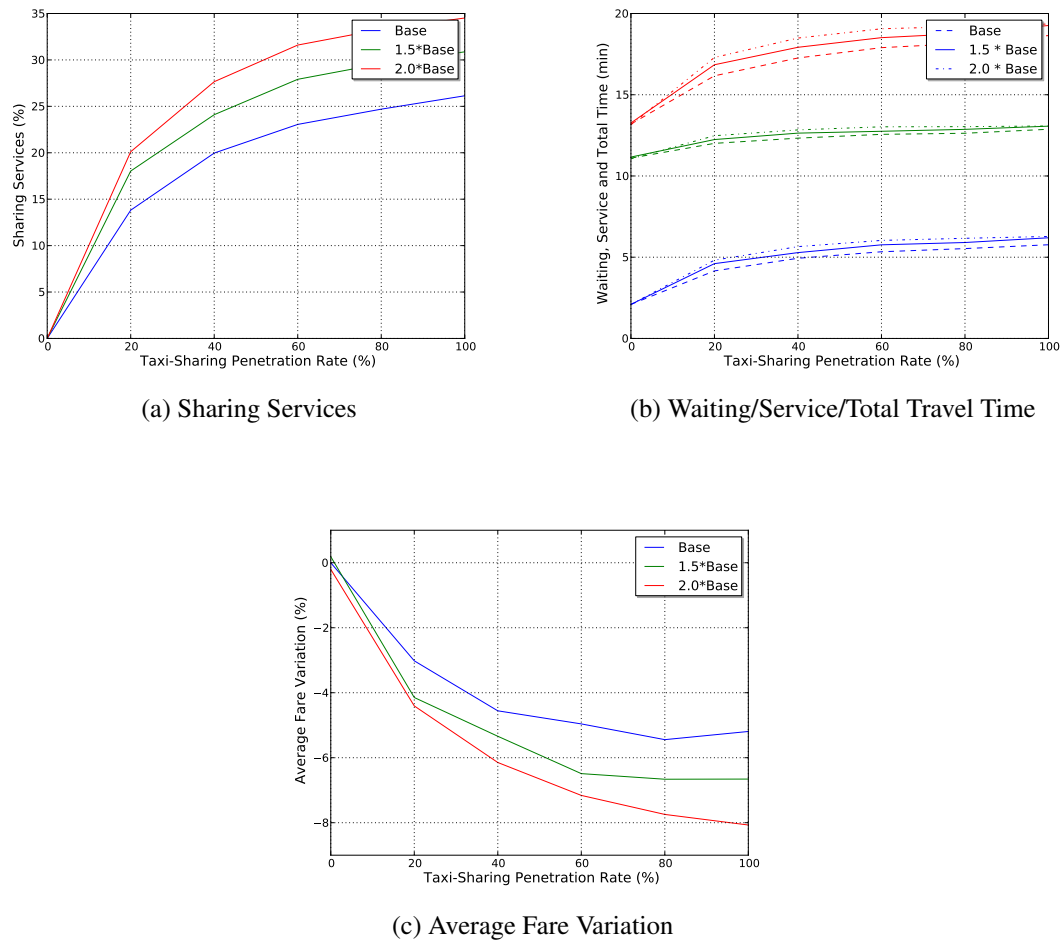 35
30
25
20
15
10
5
0
Sharing Services (%)
0 20 40 60 80 100
Taxi-Sharing Penetration Rate (%)
Base
1.5*Base
2.0*Base
(a) Sharing Services
20
15
10
5
0
Waiting, Service and Total Time (min)
0 20 40 60 80 100
Taxi-Sharing Penetration Rate (%)
Base
1.5 * Base
2.0 * Base
(b) Waiting/Service/Total Travel Time
0
−2
−4
−6
−8
Average Fare Variation (%)
0 20 40 60 80 100
Taxi-Sharing Penetration Rate (%)
Base
1.5*Base
2.0*Base
(c) Average Fare Variation